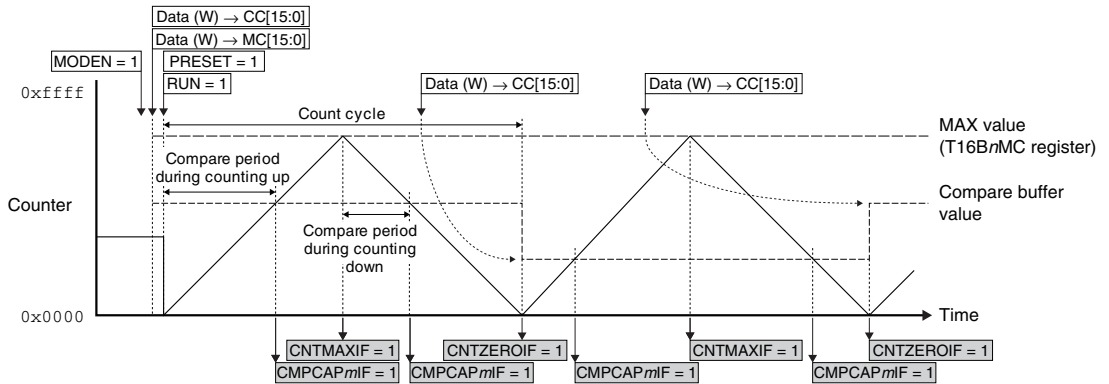 Data (W) → CC[15:0]
Data (W) → MC[15:0]
MODEN = 1
PRESET = 1
RUN = 1
Data (W) → CC[15:0]
Data (W) → CC[15:0]
0xffff
Count cycle
MAX value
(T16BnMC register)
Compare period
during counting up
Counter
Compare buffer
value
Compare period
during counting
down
0x0000
Time
CNTMAXIF = 1
CNTZEROIF = 1
CNTMAXIF = 1
CNTZEROIF = 1
CMPCAPmIF = 1
CMPCAPmIF = 1
CMPCAPmIF = 1
CMPCAPmIF = 1